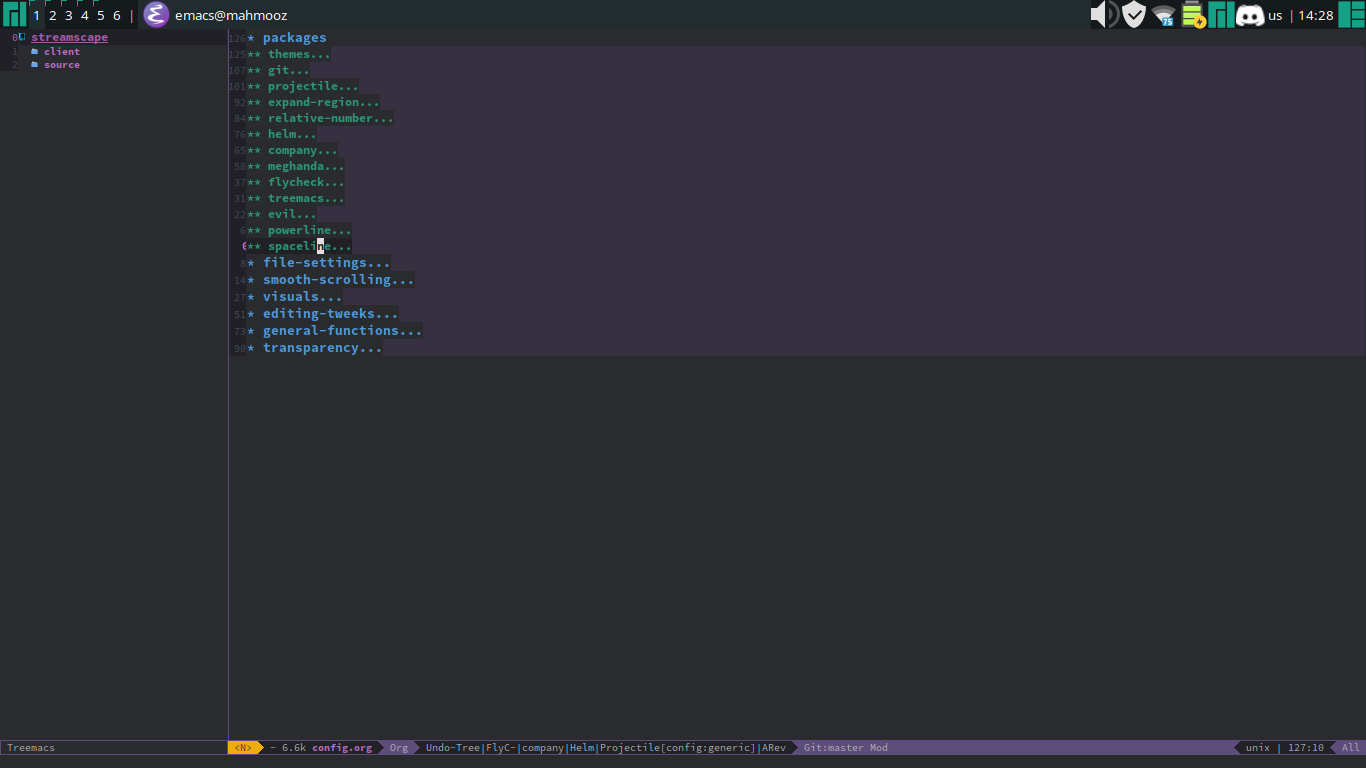 1 2 3 4 5 6 | emacs@mahmooz us | 14:28
75
0 streamscape
1 client
2 source
126 * packages
125 ** themes...
107 ** git...
101 ** projectile...
92 ** expand-region...
84 ** relative-number...
76 ** helm...
65 ** company...
58 ** meghanda...
37 ** flycheck...
31 ** treemacs...
22 ** evil...
6 ** powerline...
** spaceline...
8 * file-settings...
14 * smooth-scrolling...
27 * visuals...
51 * editing-tweeks...
73 * general-functions...
90 * transparency...
Treemacs <N> - 6.6k config.org Org Undo-Tree|FlyC-|company|Helm|Projectile[config:generic]|ARev Git:master Mod unix | 127:10 All